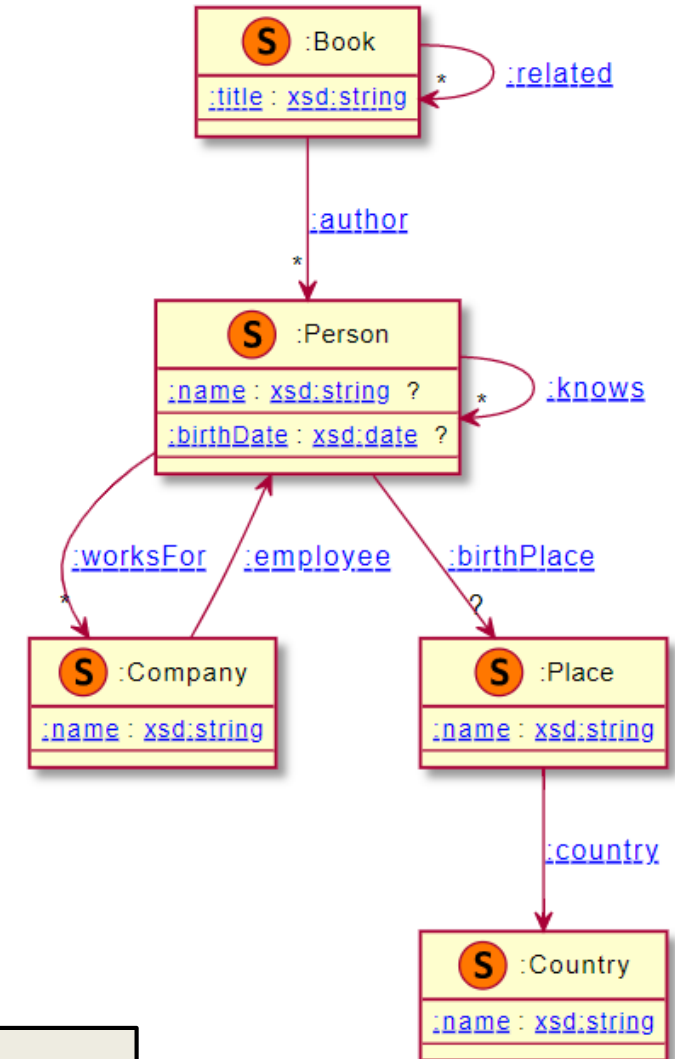 S :Book
:title : xsd:string
* :related
:author
*
S :Person
:name : xsd:string ?
:birthDate : xsd:date ?
* :knows
:worksFor :employee :birthPlace
* ?
S :Company
:name : xsd:string
S :Place
:name : xsd:string
:country
S :Country
:name : xsd:string